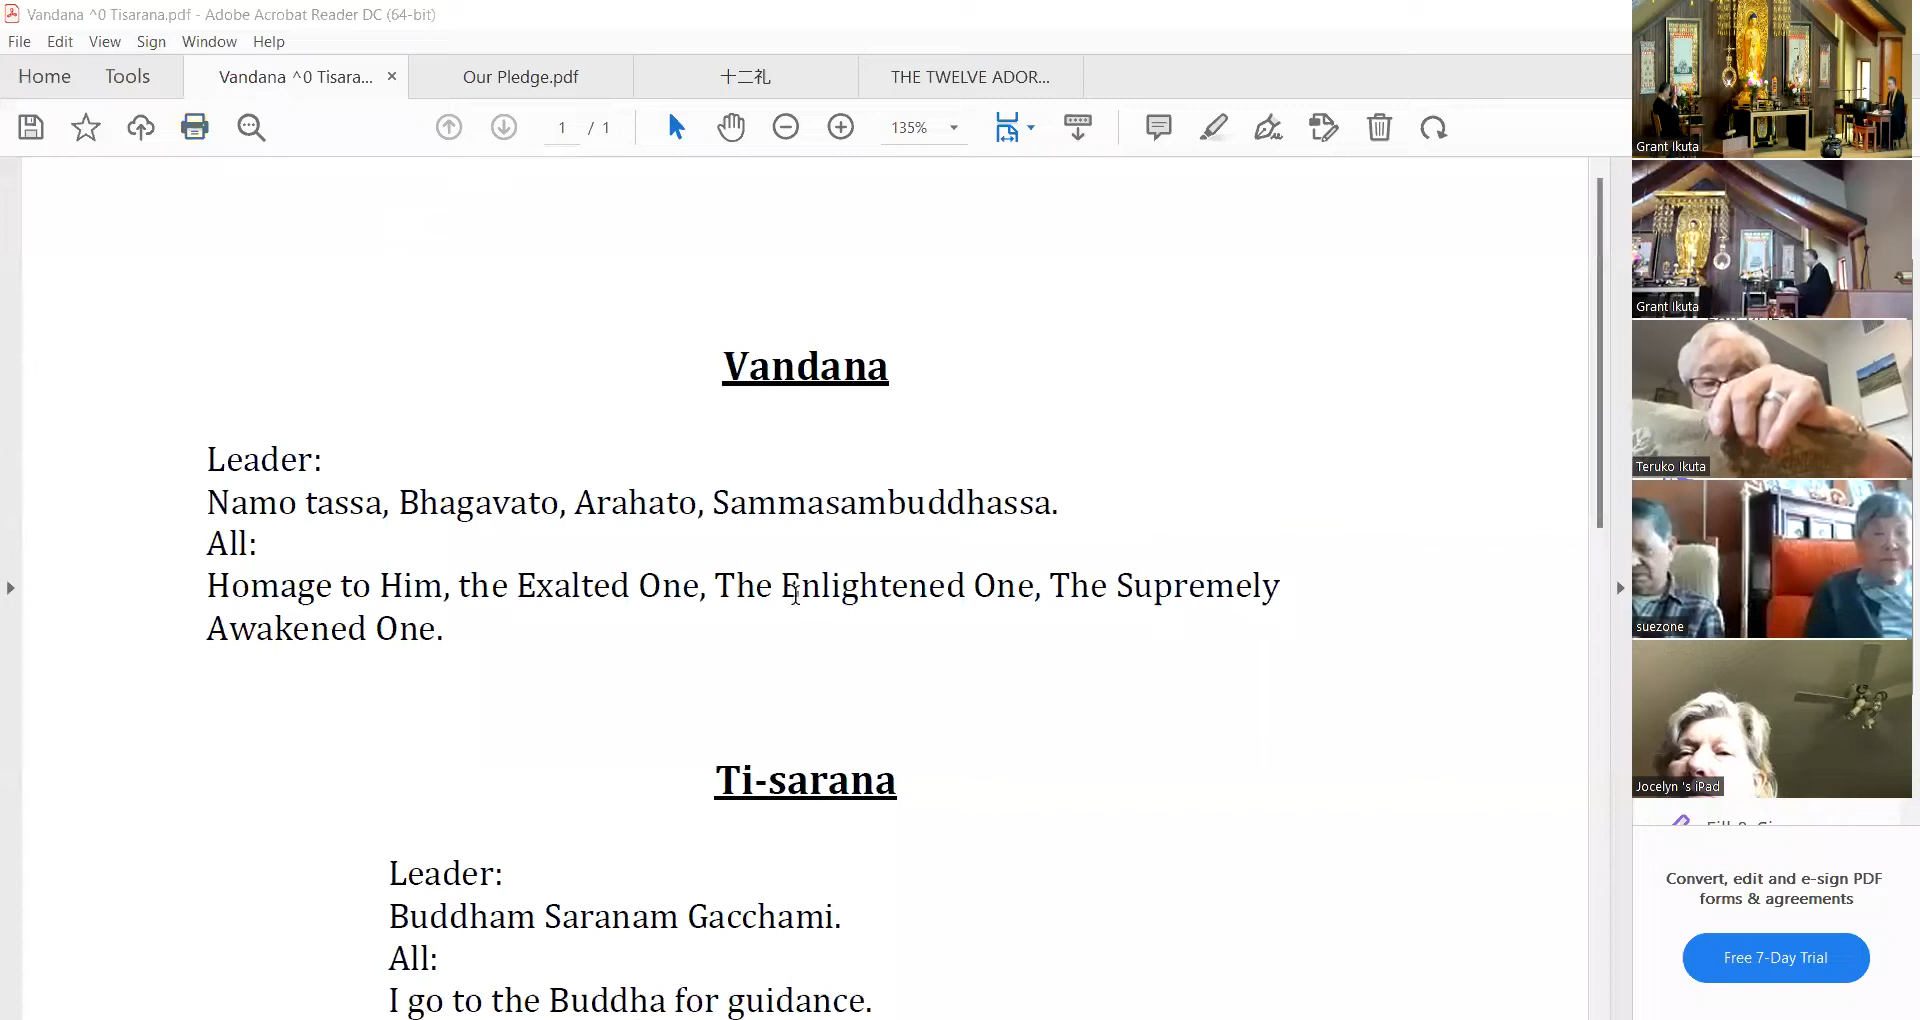 Vandana ^0 Tisarana.pdf - Adobe Acrobat Reader DC (64-bit)
File Edit View Sign Window Help
Home Tools Vandana ^0 Tisara... × Our Pledge.pdf 十二礼 THE TWELVE ADOR...
1 / 1 135%
Vandana
Leader:
Namo tassa, Bhagavato, Arahato, Sammasambuddhassa.
All:
Homage to Him, the Exalted One, The Enlightened One, The Supremely
Awakened One.
Ti-sarana
Leader:
Buddham Saranam Gacchami.
All:
I go to the Buddha for guidance.
Grant Ikuta
Grant Ikuta
Teruko Ikuta
suezone
Jocelyn 's iPad
Convert, edit and e-sign PDF
forms & agreements
Free 7-Day Trial